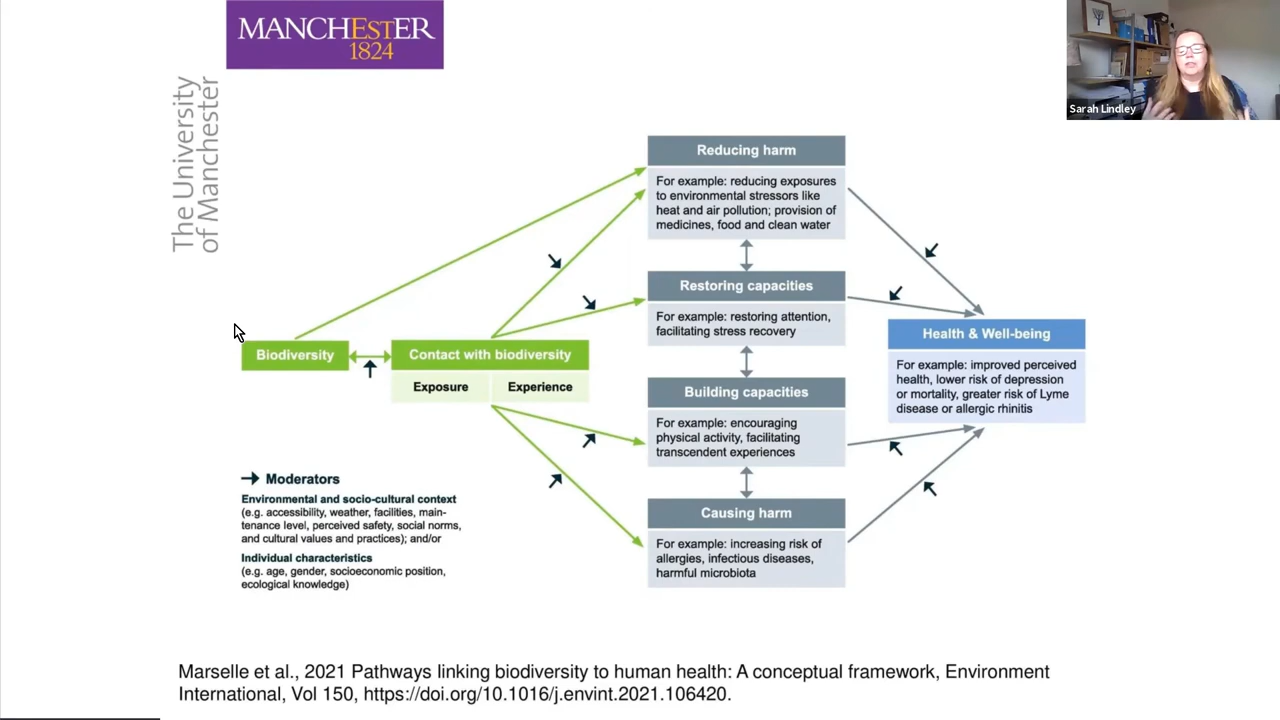 MANCHESTER
1824
The University
of Manchester
Sarah Lindley
Reducing harm
For example: reducing exposures
to environmental stressors like
heat and air pollution; provision of
medicines, food and clean water
Restoring capacities
For example: restoring attention,
facilitating stress recovery
Health & Well-being
For example: improved perceived
health, lower risk of depression
or mortality, greater risk of Lyme
disease or allergic rhinitis
Biodiversity
Contact with biodiversity
Exposure
Experience
Building capacities
For example: encouraging
physical activity, facilitating
transcendent experiences
Causing harm
For example: increasing risk of
allergies, infectious diseases,
harmful microbiota
Moderators
Environmental and socio-cultural context
(e.g. accessibility, weather, facilities, main-
tenance level, perceived safety, social norms,
and cultural values and practices); and/or
Individual characteristics
(e.g. age, gender, socioeconomic position,
ecological knowledge)
Marselle et al., 2021 Pathways linking biodiversity to human health: A conceptual framework, Environment
International, Vol 150, https://doi.org/10.1016/j.envint.2021.106420.